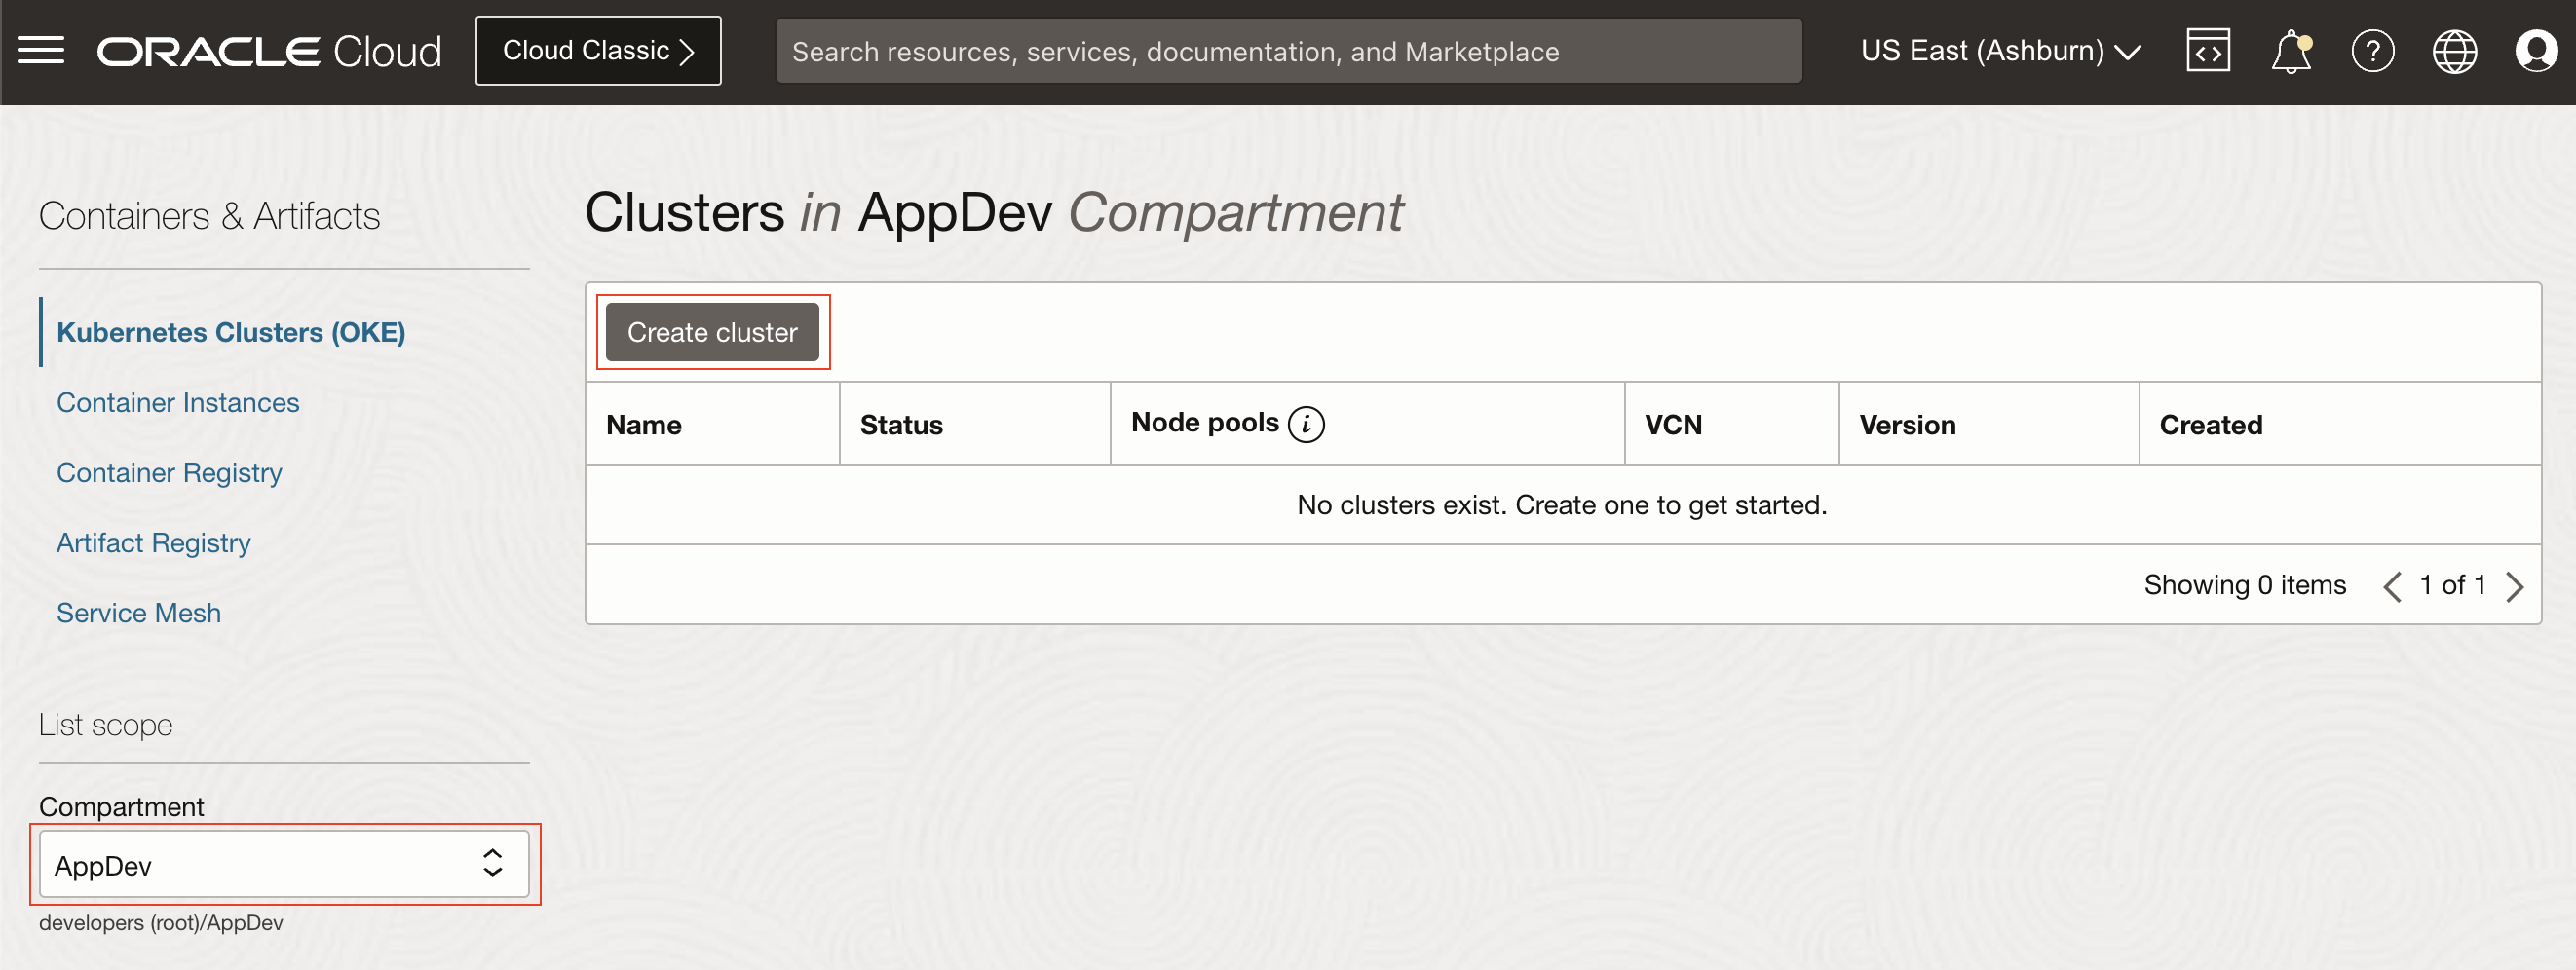 ORACLE Cloud
Cloud Classic
Search resources, services, documentation, and Marketplace
US East (Ashburn)
Containers & Artifacts
Kubernetes Clusters (OKE)
Container Instances
Container Registry
Artifact Registry
Service Mesh
List scope
Compartment
AppDev
developers (root)/AppDev
Clusters in AppDev Compartment
Create cluster
Name Status Node pools i VCN Version Created
No clusters exist. Create one to get started.
Showing 0 items < 1 of 1 >